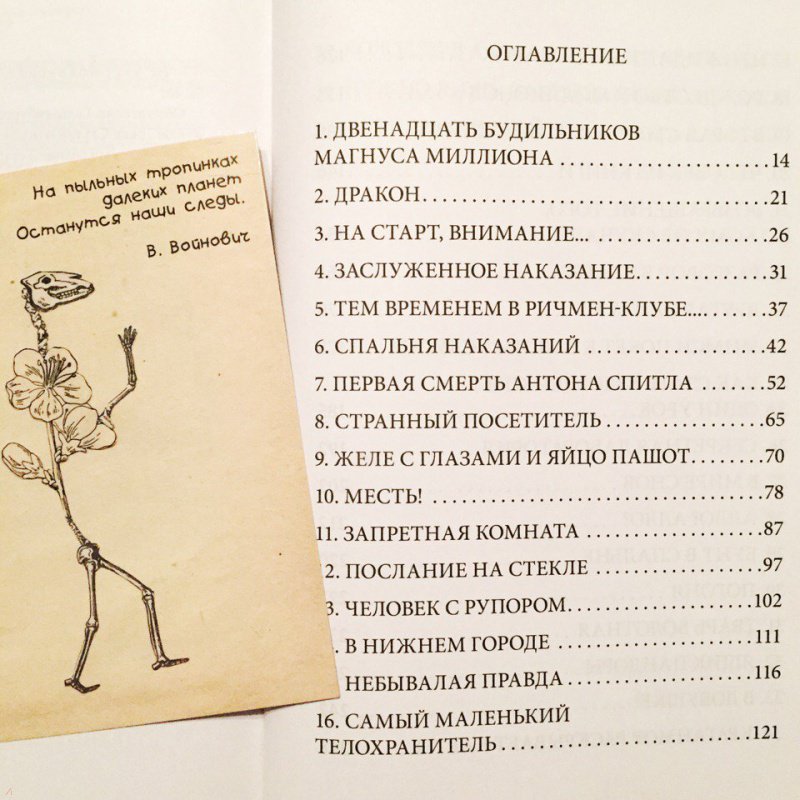 На пыльных тропинках
далеких планет
Останутся наши следы.
В. Войнович
ОГЛАВЛЕНИЕ
1. ДВЕНАДЦАТЬ БУДИЛЬНИКОВ
МАГНУСА МИЛЛИОНА ........................ 14
2. ДРАКОН........................................ 21
3. НА СТАРТ, ВНИМАНИЕ... .................... 26
4. ЗАСЛУЖЕННОЕ НАКАЗАНИЕ.............. 31
5. ТЕМ ВРЕМЕНЕМ В РИЧМЕН-КЛУБЕ.......... 37
6. СПАЛЬНЯ НАКАЗАНИЙ .................... 42
7. ПЕРВАЯ СМЕРТЬ АНТОНА СПИТЛА ........ 52
8. СТРАННЫЙ ПОСЕТИТЕЛЬ .................. 65
9. ЖЕЛЕ С ГЛАЗАМИ И ЯЙЦО ПАШОТ........ 70
10. МЕСТЬ! .................................... 78
11. ЗАПРЕТНАЯ КОМНАТА .................... 87
2. ПОСЛАНИЕ НА СТЕКЛЕ .................... 97
3. ЧЕЛОВЕК С РУПОРОМ...................... 102
. В НИЖНЕМ ГОРОДЕ ........................ 111
НЕБЫВАЛАЯ ПРАВДА ........................ 116
16. САМЫЙ МАЛЕНЬКИЙ
ТЕЛОХРАНИТЕЛЬ .............................. 121